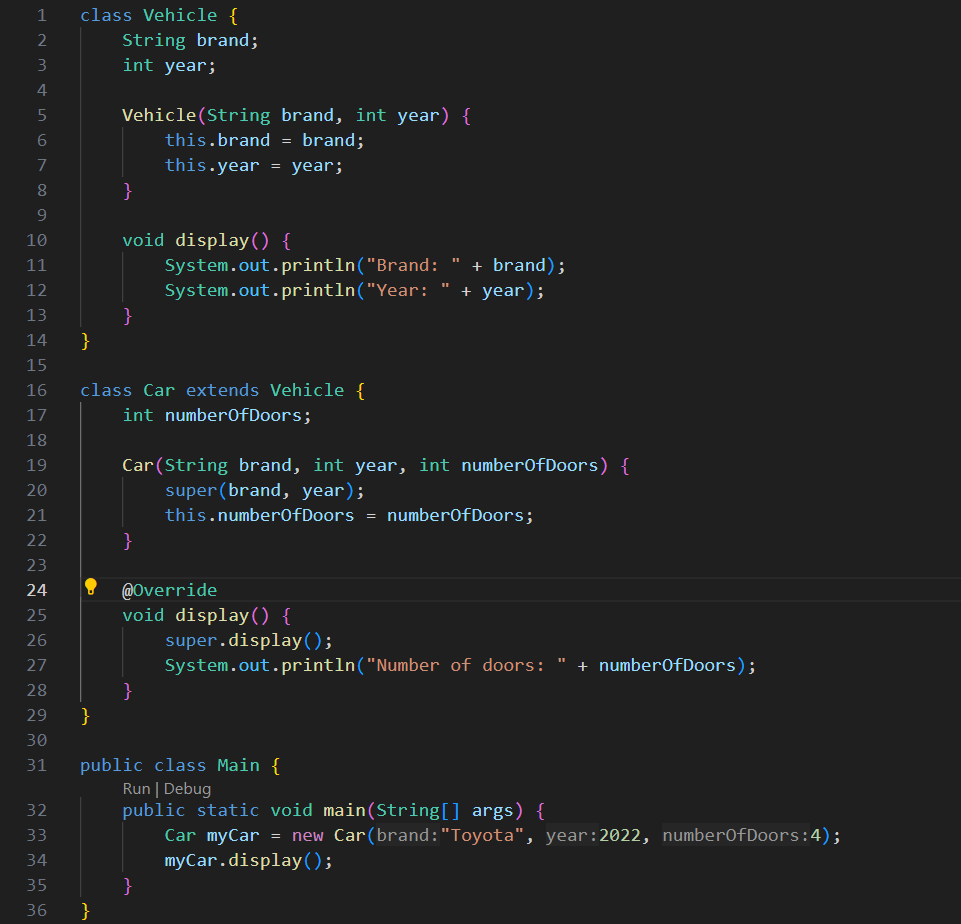 1 class Vehicle {
2     String brand;
3     int year;
4
5     Vehicle(String brand, int year) {
6         this.brand = brand;
7         this.year = year;
8     }
9
10     void display() {
11         System.out.println("Brand: " + brand);
12         System.out.println("Year: " + year);
13     }
14 }
15
16 class Car extends Vehicle {
17     int numberOfDoors;
18
19     Car(String brand, int year, int numberOfDoors) {
20         super(brand, year);
21         this.numberOfDoors = numberOfDoors;
22     }
23
24     @Override
25     void display() {
26         super.display();
27         System.out.println("Number of doors: " + numberOfDoors);
28     }
29 }
30
31 public class Main {
Run | Debug
32     public static void main(String[] args) {
33         Car myCar = new Car(brand:"Toyota", year:2022, numberOfDoors:4);
34         myCar.display();
35     }
36 }